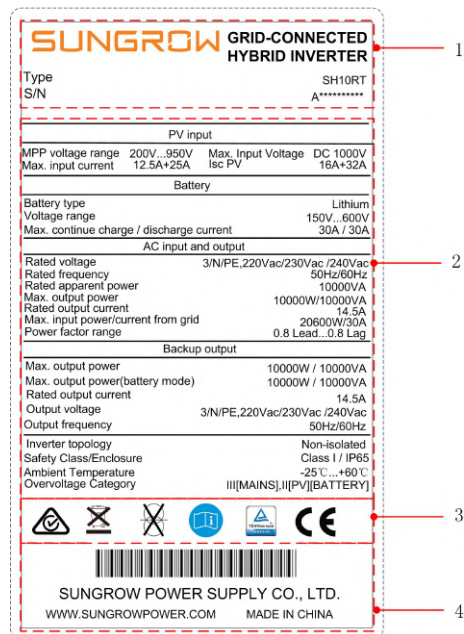 SUNGROW GRID-CONNECTED
HYBRID INVERTER
1
Type SH10RT
S/N A**********
PV input
MPP voltage range 200V...950V Max. Input Voltage DC 1000V
Max. input current 12.5A+25A Isc PV 16A+32A
Battery
Battery type Lithium
Voltage range 150V...600V
Max. continue charge / discharge current 30A / 30A
AC input and output
Rated voltage 3/N/PE,220Vac/230Vac /240Vac
2
Rated frequency 50Hz/60Hz
Rated apparent power 10000VA
Max. output power 10000W/10000VA
Rated output current 14.5A
Max. input power/current from grid 20600W/30A
Power factor range 0.8 Lead...0.8 Lag
Backup output
Max. output power 10000W / 10000VA
Max. output power(battery mode) 10000W / 10000VA
Rated output current 14.5A
Output voltage 3/N/PE,220Vac/230Vac /240Vac
Output frequency 50Hz/60Hz
Inverter topology Non-isolated
Safety Class/Enclosure Class I / IP65
Ambient Temperature -25℃...+60℃
Overvoltage Category III[MAINS],II[PV][BATTERY]
CE
3
SUNGROW POWER SUPPLY CO., LTD.
WWW.SUNGROWPOWER.COM MADE IN CHINA
4